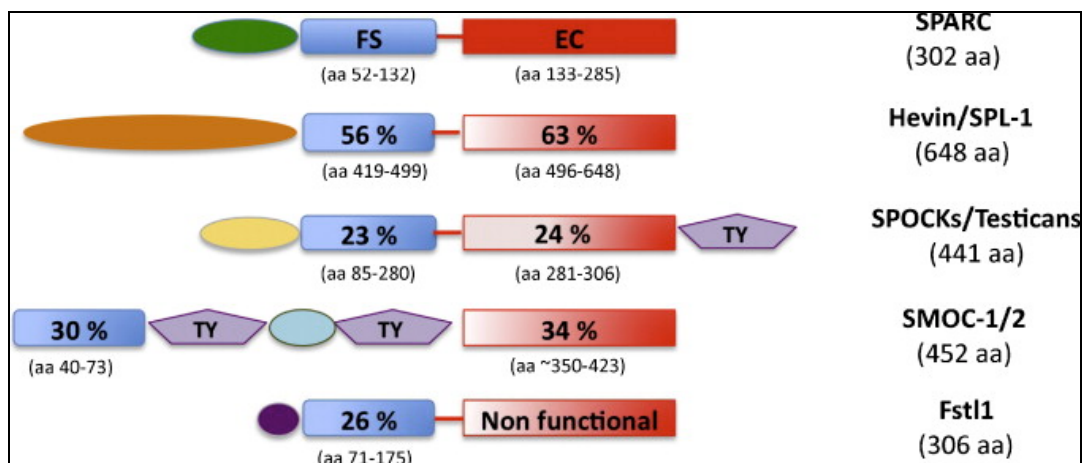 FS EC SPARC
(aa 52-132) (aa 133-285) (302 aa)
56 % 63 % Hevin/SPL-1
(aa 419-499) (aa 496-648) (648 aa)
23 % 24 % TY SPOCKs/Testicans
(aa 85-280) (aa 281-306) (441 aa)
30 % TY TY 34 % SMOC-1/2
(aa 40-73) (aa ~350-423) (452 aa)
26 % Non functional Fstl1
(aa 71-175) (306 aa)